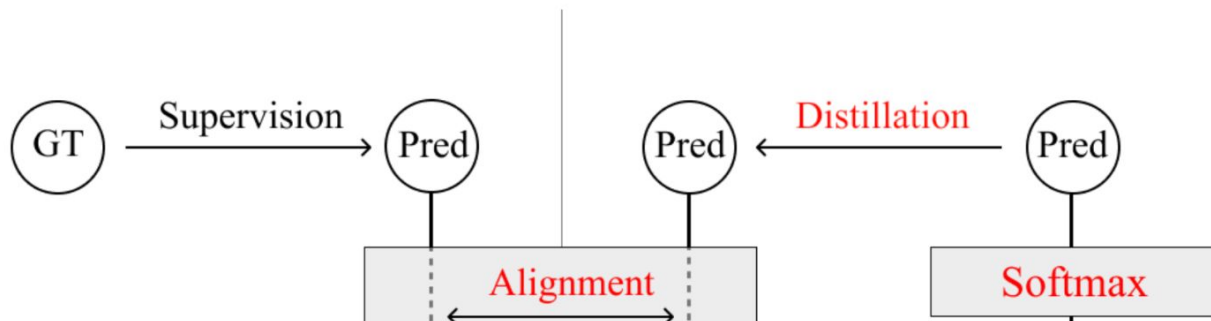 Supervision
Distillation
GT
Pred
Pred
Pred
Alignment
Softmax